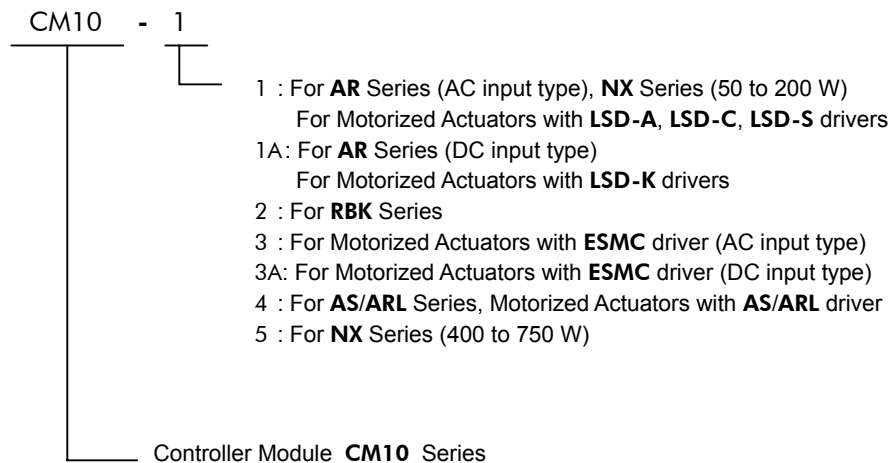 CM10 - 1
1 : For AR Series (AC input type), NX Series (50 to 200 W)
For Motorized Actuators with LSD-A, LSD-C, LSD-S drivers
1A: For AR Series (DC input type)
For Motorized Actuators with LSD-K drivers
2 : For RBK Series
3 : For Motorized Actuators with ESMC driver (AC input type)
3A: For Motorized Actuators with ESMC driver (DC input type)
4 : For AS/ARL Series, Motorized Actuators with AS/ARL driver
5 : For NX Series (400 to 750 W)
Controller Module CM10 Series